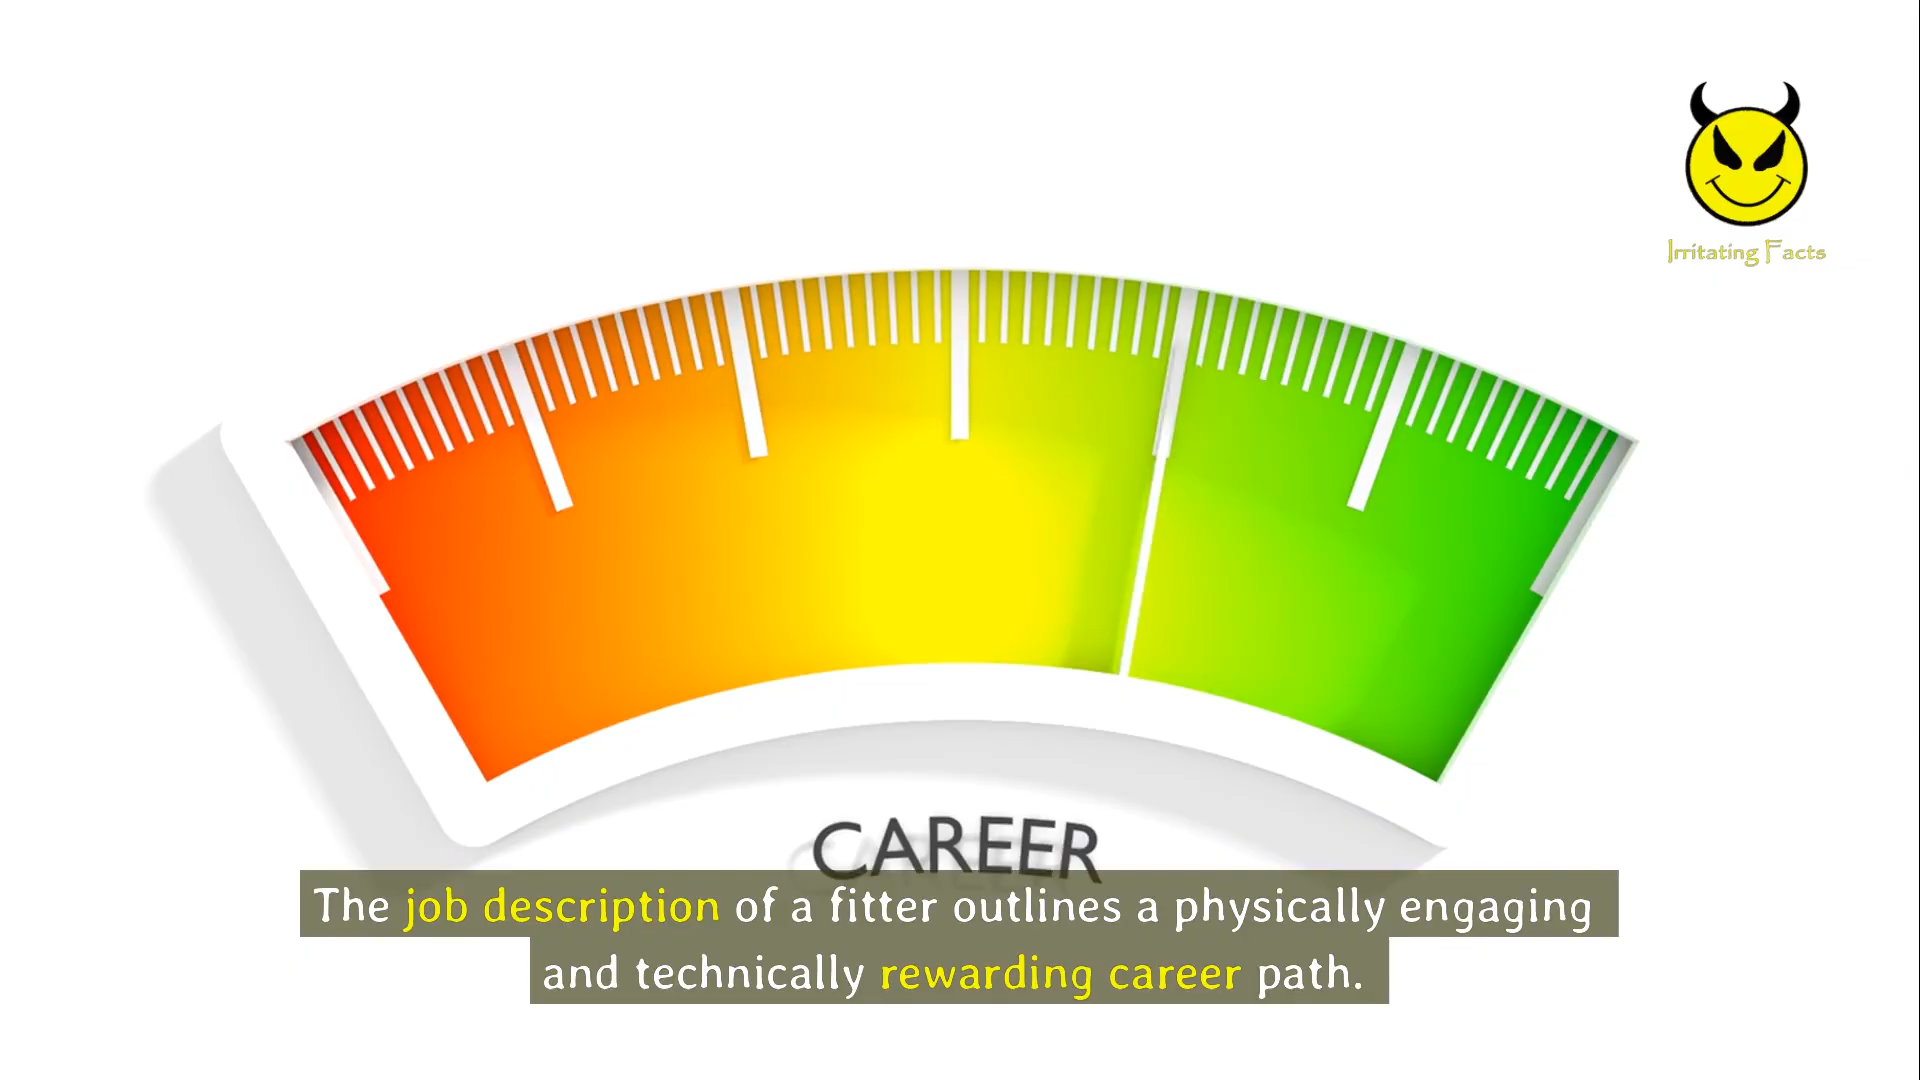 Irritating Facts
CAREER
The job description of a fitter outlines a physically engaging
and technically rewarding career path.